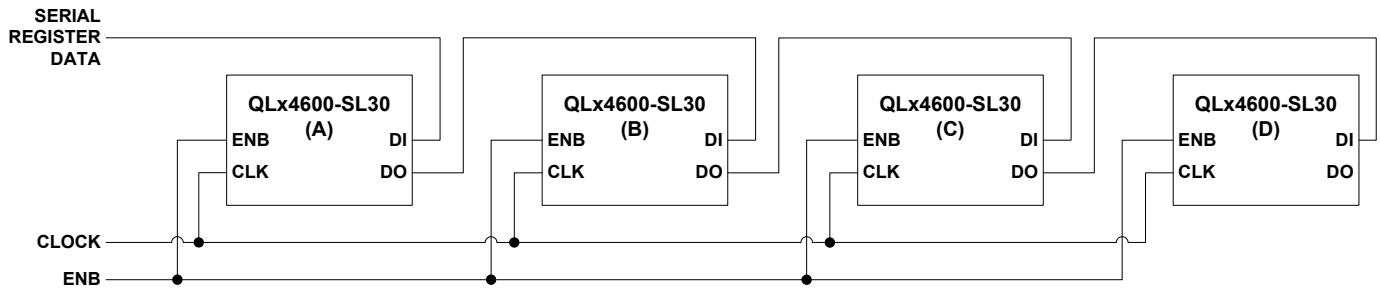 SERIAL
REGISTER
DATA
QLx4600-SL30
(A)
ENB
DI
CLK
DO
QLx4600-SL30
(B)
ENB
DI
CLK
DO
QLx4600-SL30
(C)
ENB
DI
CLK
DO
QLx4600-SL30
(D)
ENB
DI
CLK
DO
CLOCK
ENB